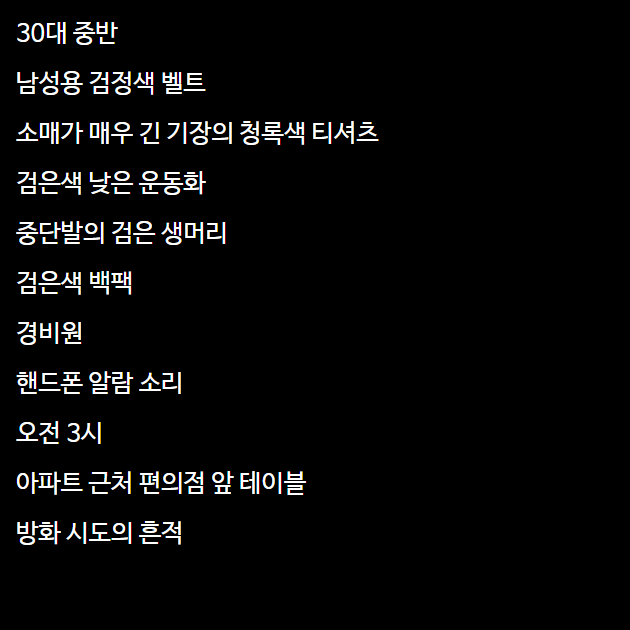 30대 중반
남성용 검정색 벨트
소매가 매우 긴 기장의 청록색 티셔츠
검은색 낮은 운동화
중단발의 검은 생머리
검은색 백팩
경비원
핸드폰 알람 소리
오전 3시
아파트 근처 편의점 앞 테이블
방화 시도의 흔적